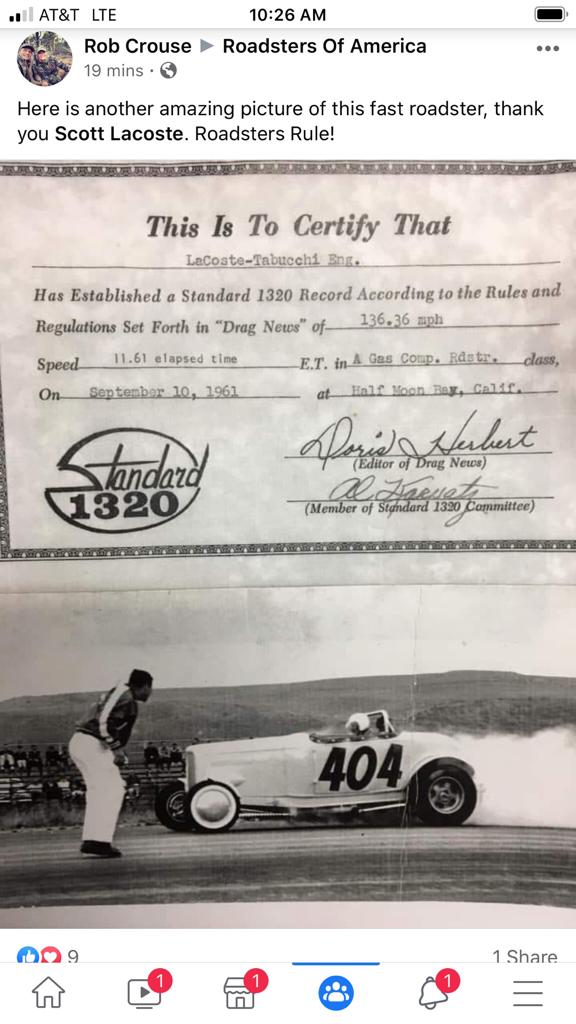 AT&T LTE 10:26 AM
Rob Crouse ▶ Roadsters Of America
19 mins ·
Here is another amazing picture of this fast roadster, thank
you Scott Lacoste. Roadsters Rule!
This Is To Certify That
LaCoste-Tabucchi Eng.
Has Established a Standard 1320 Record According to the Rules and
Regulations Set Forth in "Drag News" of 136.36 mph
Speed 11.61 elapsed time E.T. in A Gas Comp. Rdstr. class,
On September 10, 1961 at Half Moon Bay, Calif.
Standard
1320
Doris Herbert
(Editor of Drag News)
Al
(Member of Standard 1320 Committee)
404
9
1 Share
1
1
1